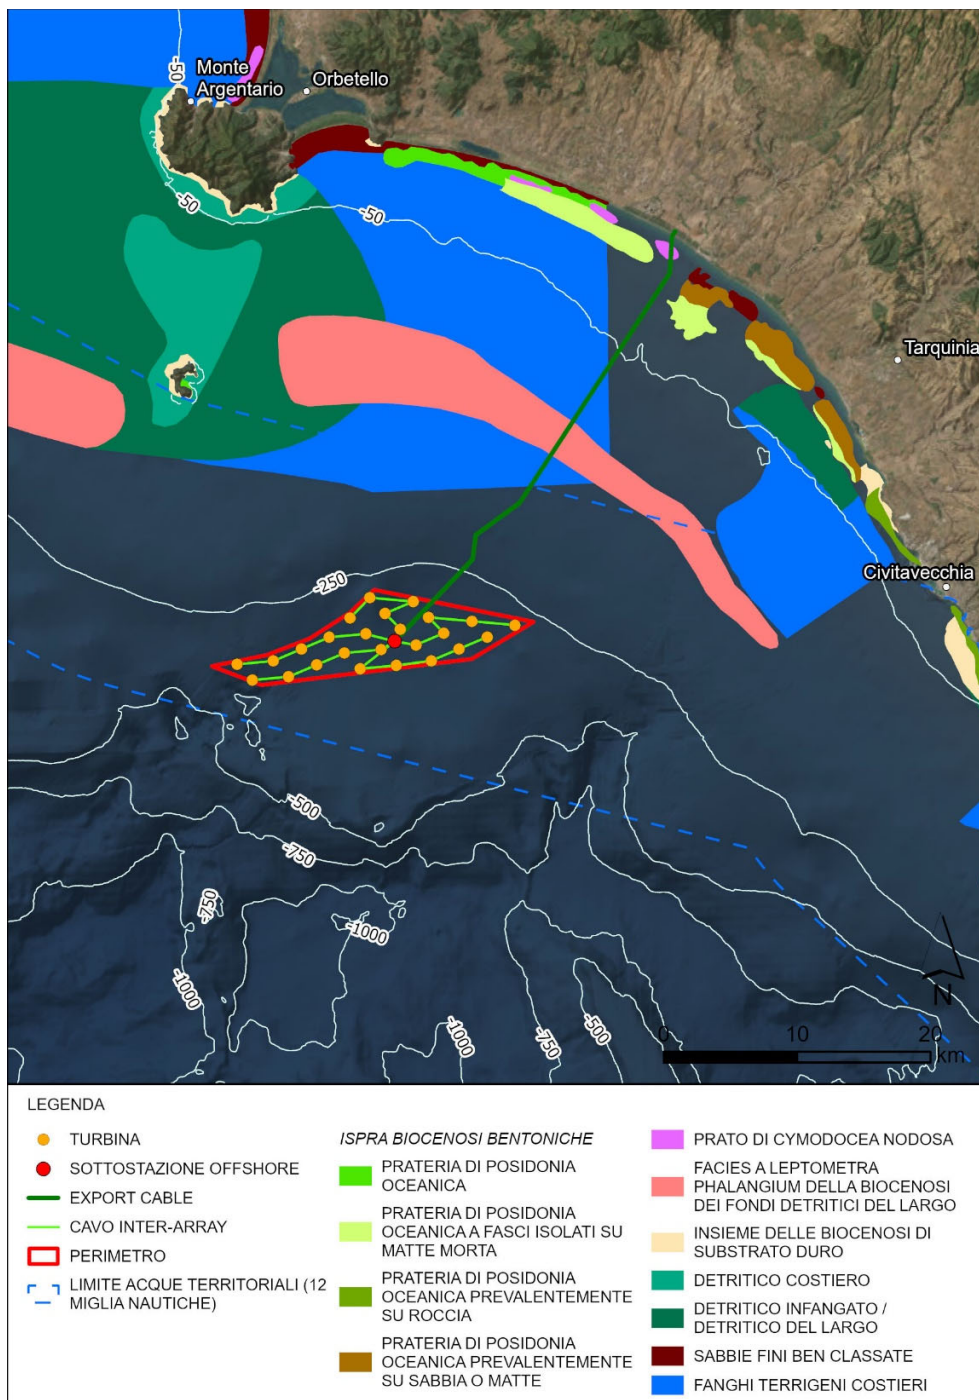 -50
Monte
Argentario
Orbetello
-50
-50
Tarquinia
Civitavecchia
-250
-500
-750
-750
-1000
-1000
-1000
-750
-500
N
0 10 20
km
LEGENDA
TURBINA
SOTTOSTAZIONE OFFSHORE
EXPORT CABLE
CAVO INTER-ARRAY
PERIMETRO
LIMITE ACQUE TERRITORIALI (12
MIGLIA NAUTICHE)
ISPRA BIOCENOSI BENTONICHE
PRATERIA DI POSIDONIA
OCEANICA
PRATERIA DI POSIDONIA
OCEANICA A FASCI ISOLATI SU
MATTE MORTA
PRATERIA DI POSIDONIA
OCEANICA PREVALENTEMENTE
SU ROCCIA
PRATERIA DI POSIDONIA
OCEANICA PREVALENTEMENTE
SU SABBIA O MATTE
PRATO DI CYMODOCEA NODOSA
FACIES A LEPTOMETRA
PHALANGIUM DELLA BIOCENOSI
DEI FONDI DETRITICI DEL LARGO
INSIEME DELLE BIOCENOSI DI
SUBSTRATO DURO
DETRITICO COSTIERO
DETRITICO INFANGATO /
DETRITICO DEL LARGO
SABBIE FINI BEN CLASSATE
FANGHI TERRIGENI COSTIERI